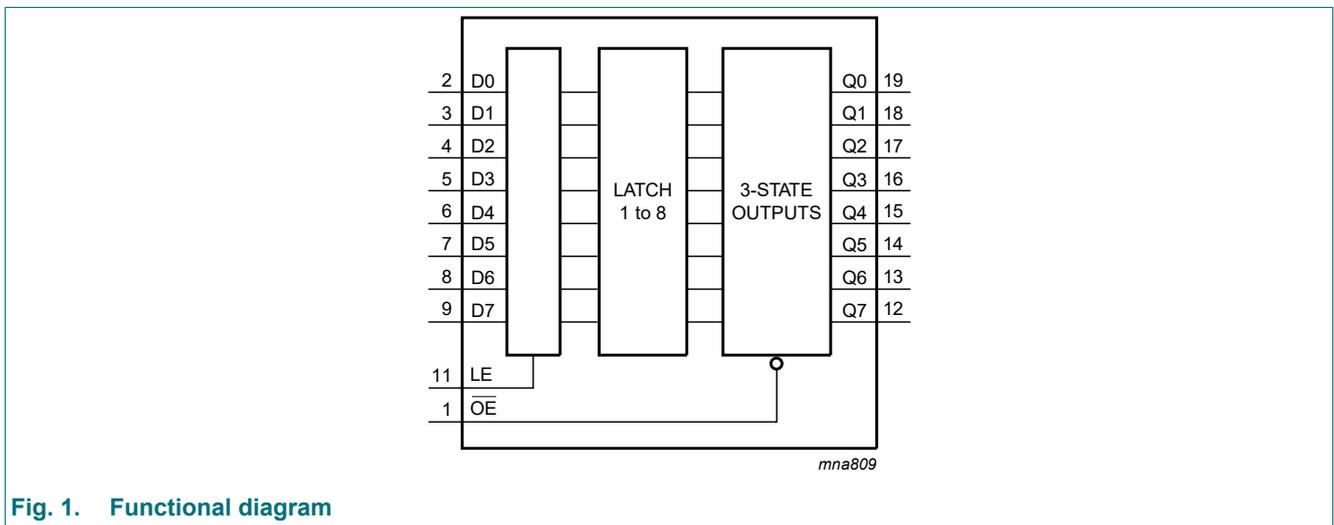 2 D0 Q0 19
3 D1 Q1 18
4 D2 Q2 17
5 D3 Q3 16
LATCH 3-STATE
1 to 8 OUTPUTS
6 D4 Q4 15
7 D5 Q5 14
8 D6 Q6 13
9 D7 Q7 12
11 LE
1 O̅E̅
mna809
Fig. 1. Functional diagram